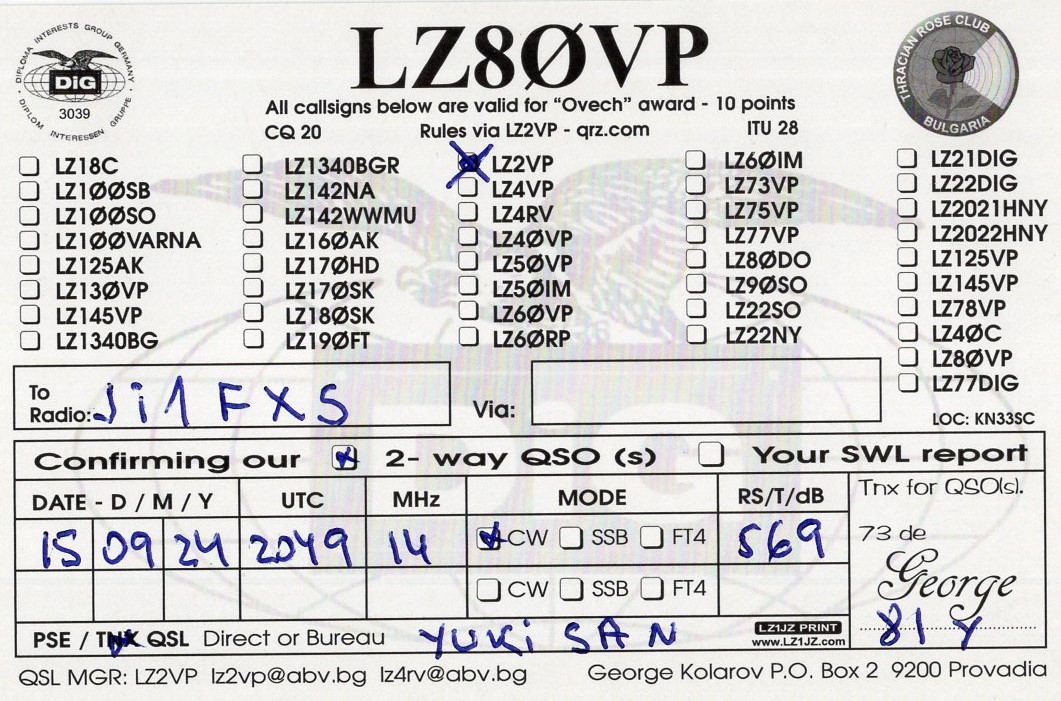 LZ8ØVP
DIPLOMA INTERESTS GROUP GERMANY
DIG
3039
DIPLOM INTERESSEN GRUPPE
THRACIAN ROSE CLUB
BULGARIA
All callsigns below are valid for "Ovech" award - 10 points
CQ 20 Rules via LZ2VP - qrz.com ITU 28
LZ18C
LZ1ØØSB
LZ1ØØSO
LZ1ØØVARNA
LZ125AK
LZ13ØVP
LZ145VP
LZ1340BG
LZ1340BGR
LZ142NA
LZ142WWMU
LZ16ØAK
LZ17ØHD
LZ17ØSK
LZ18ØSK
LZ19ØFT
LZ2VP
LZ4VP
LZ4RV
LZ4ØVP
LZ5ØVP
LZ5ØIM
LZ6ØVP
LZ6ØRP
LZ6ØIM
LZ73VP
LZ75VP
LZ77VP
LZ8ØDO
LZ9ØSO
LZ22SO
LZ22NY
LZ21DIG
LZ22DIG
LZ2021HNY
LZ2022HNY
LZ125VP
LZ145VP
LZ78VP
LZ4ØC
LZ8ØVP
LZ77DIG
To
Radio: Ji1FXS Via:
LOC: KN33SC
Confirming our 2- way QSO (s) Your SWL report
DATE - D / M / Y UTC MHz MODE RS/T/dB
15 09 24 2049 14 CW SSB FT4 569
CW SSB FT4
Tnx for QSO(s).
73 de
George
81 Y
PSE / TNX QSL Direct or Bureau YUKi SAN
LZ1JZ PRINT
www.LZ1JZ.com
QSL MGR: LZ2VP lz2vp@abv.bg lz4rv@abv.bg George Kolarov P.O. Box 2 9200 Provadia